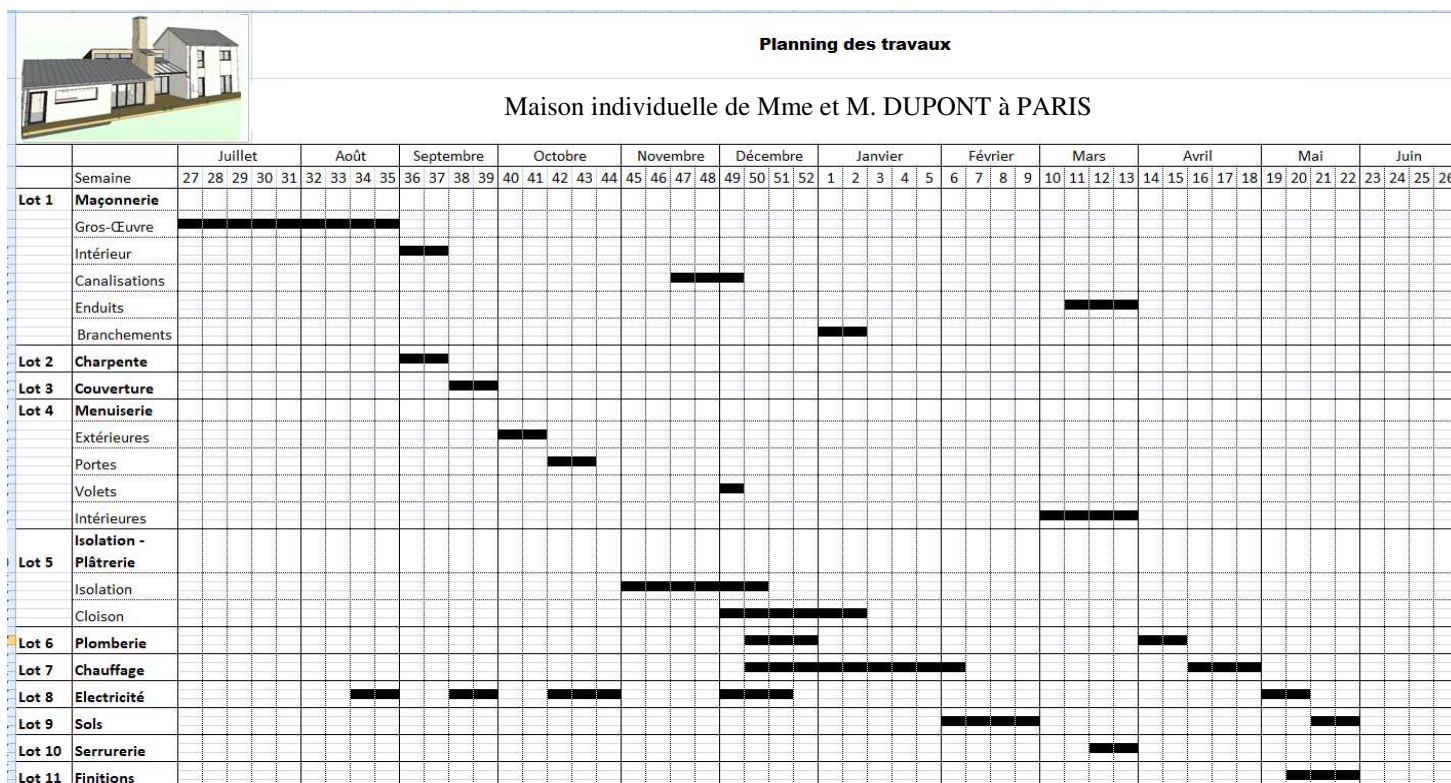 Planning des travaux
Maison individuelle de Mme et M. DUPONT à PARIS
Juillet Août Septembre Octobre Novembre Décembre Janvier Février Mars Avril Mai Juin
Semaine 27 28 29 30 31 32 33 34 35 36 37 38 39 40 41 42 43 44 45 46 47 48 49 50 51 52 1 2 3 4 5 6 7 8 9 10 11 12 13 14 15 16 17 18 19 20 21 22 23 24 25 26
Lot 1 Maçonnerie
Gros-Œuvre
Intérieur
Canalisations
Enduits
Branchements
Lot 2 Charpente
Lot 3 Couverture
Lot 4 Menuiserie
Extérieures
Portes
Volets
Intérieures
Isolation -
Lot 5 Plâtrerie
Isolation
Cloison
Lot 6 Plomberie
Lot 7 Chauffage
Lot 8 Electricité
Lot 9 Sols
Lot 10 Serrurerie
Lot 11 Finitions